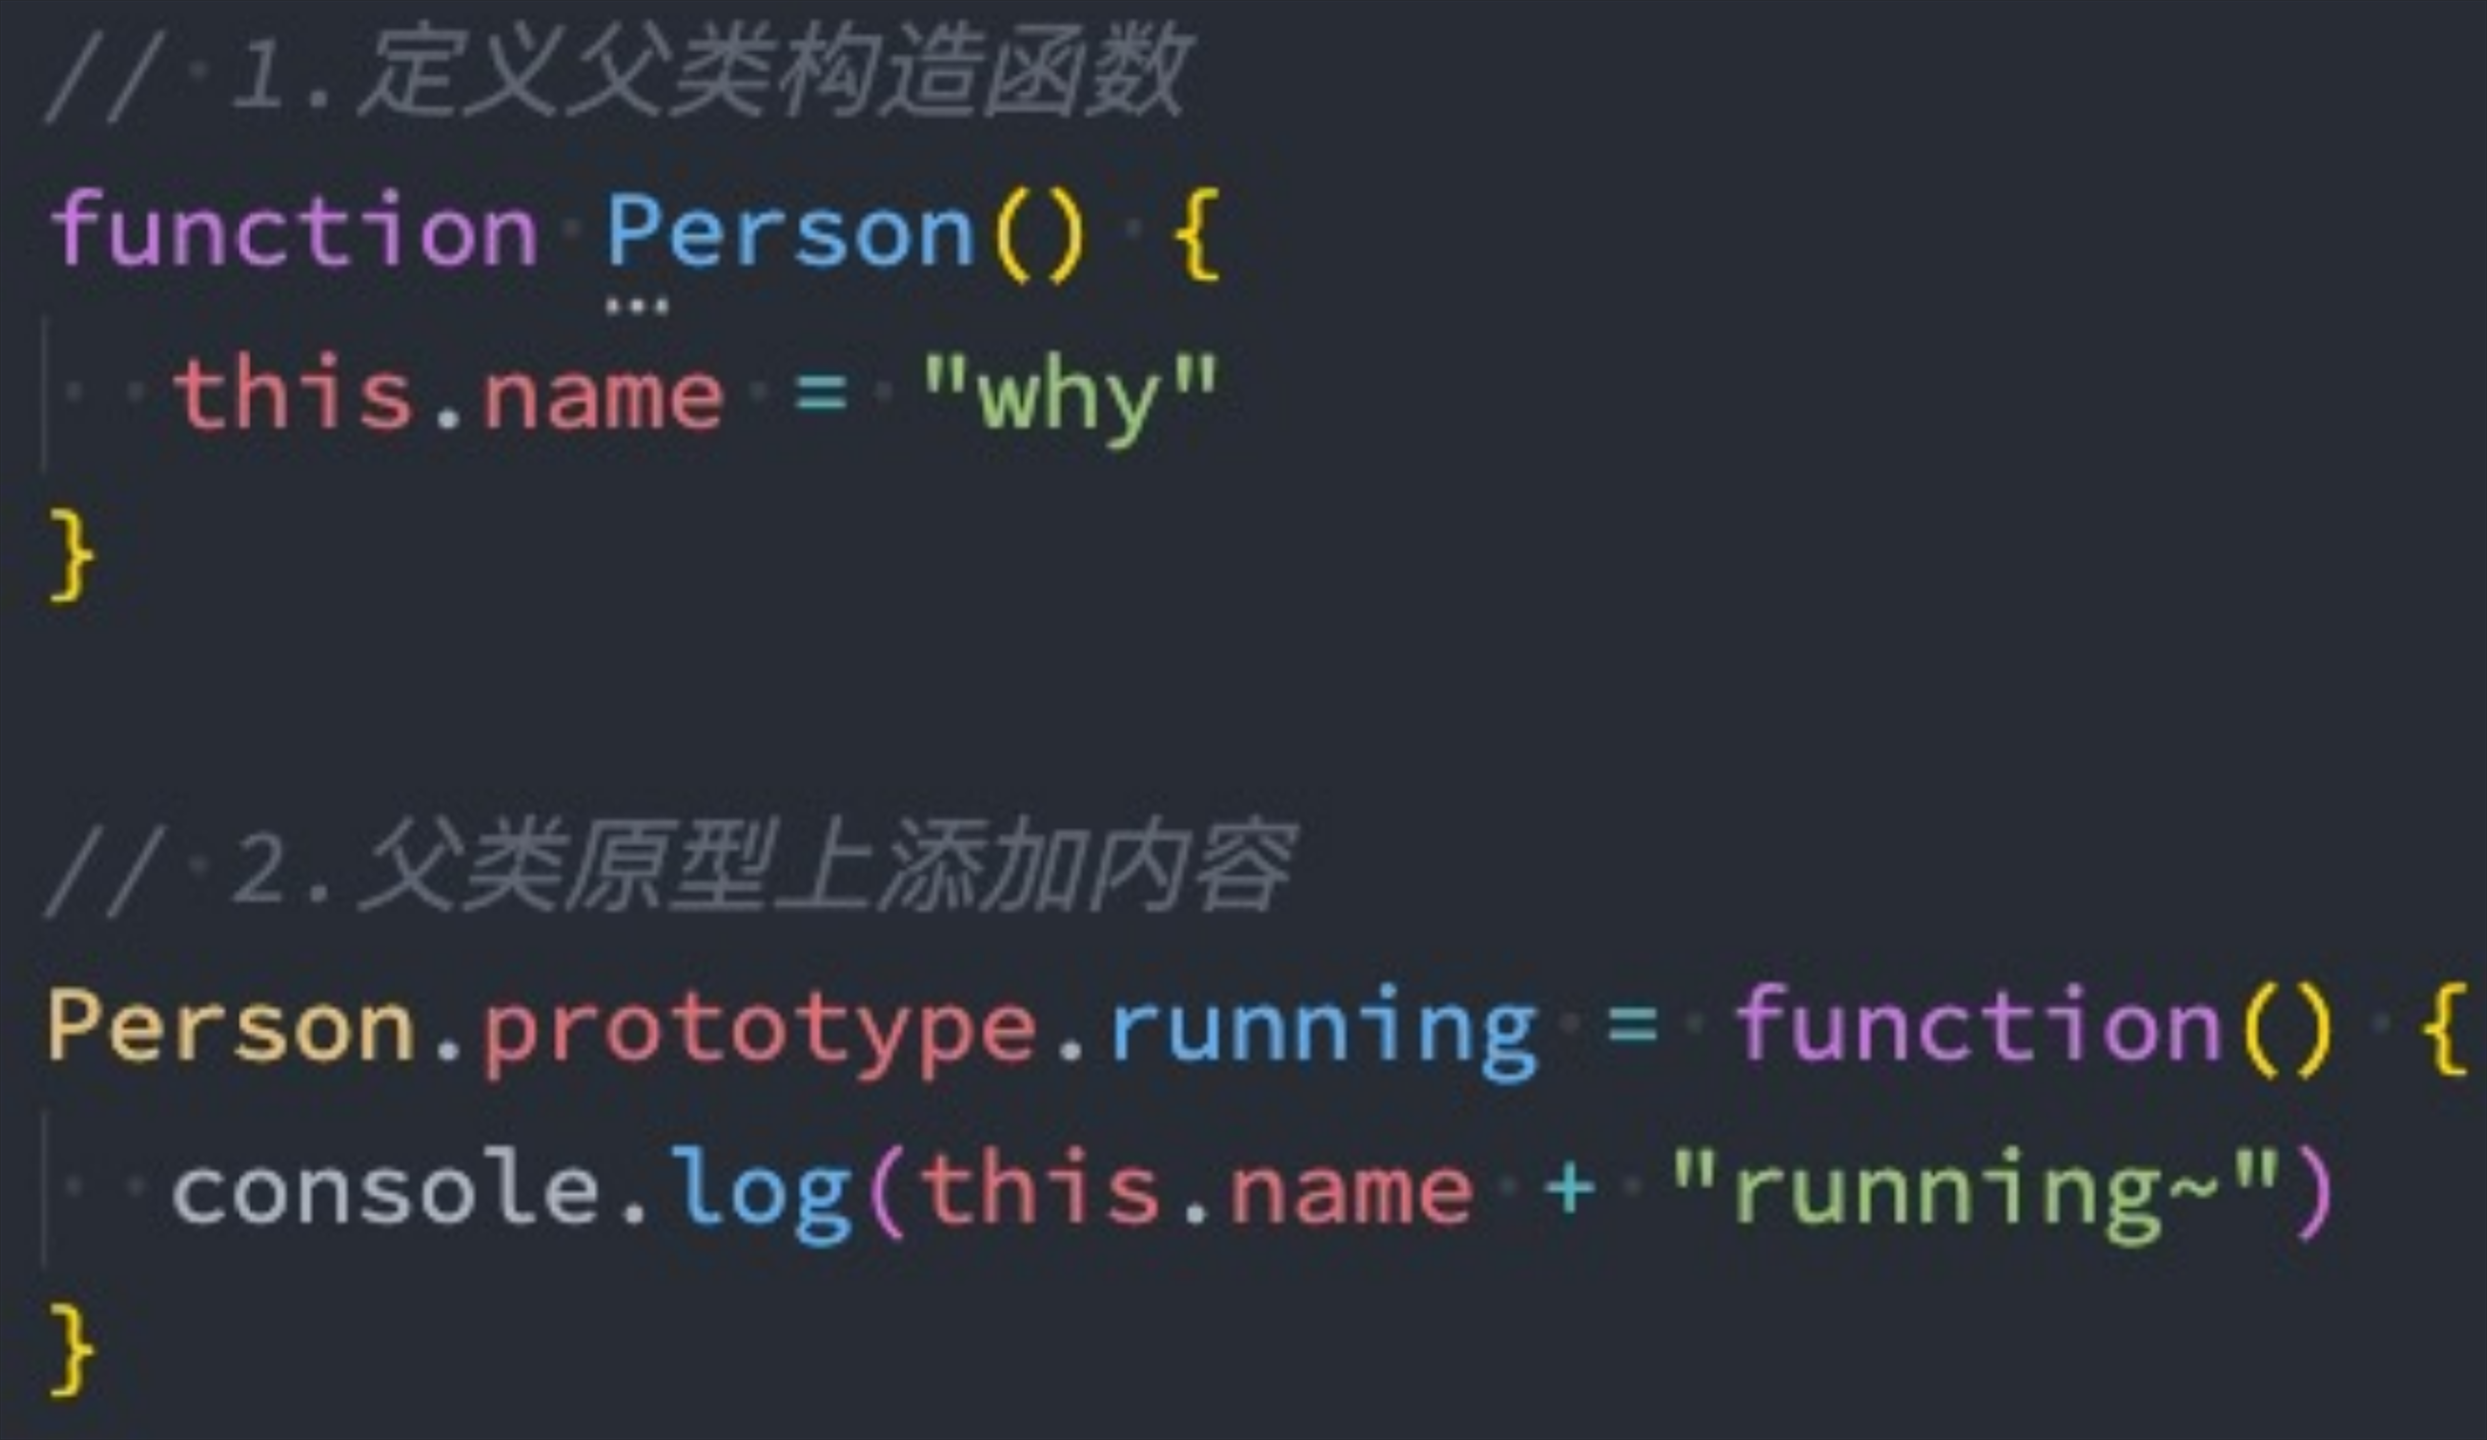 // 1.定义父类构造函数
function Person() {
  this.name = "why"
}
// 2.父类原型上添加内容
Person.prototype.running = function() {
  console.log(this.name + "running~")
}